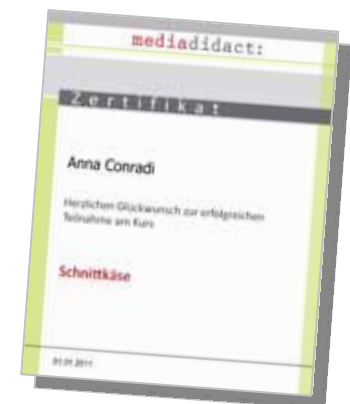 mediadidact:
Zertifikat
Anna Conradi
Herzlichen Glückwunsch zur erfolgreichen
Teilnahme am Kurs
Schnittkäse
01.01.2011